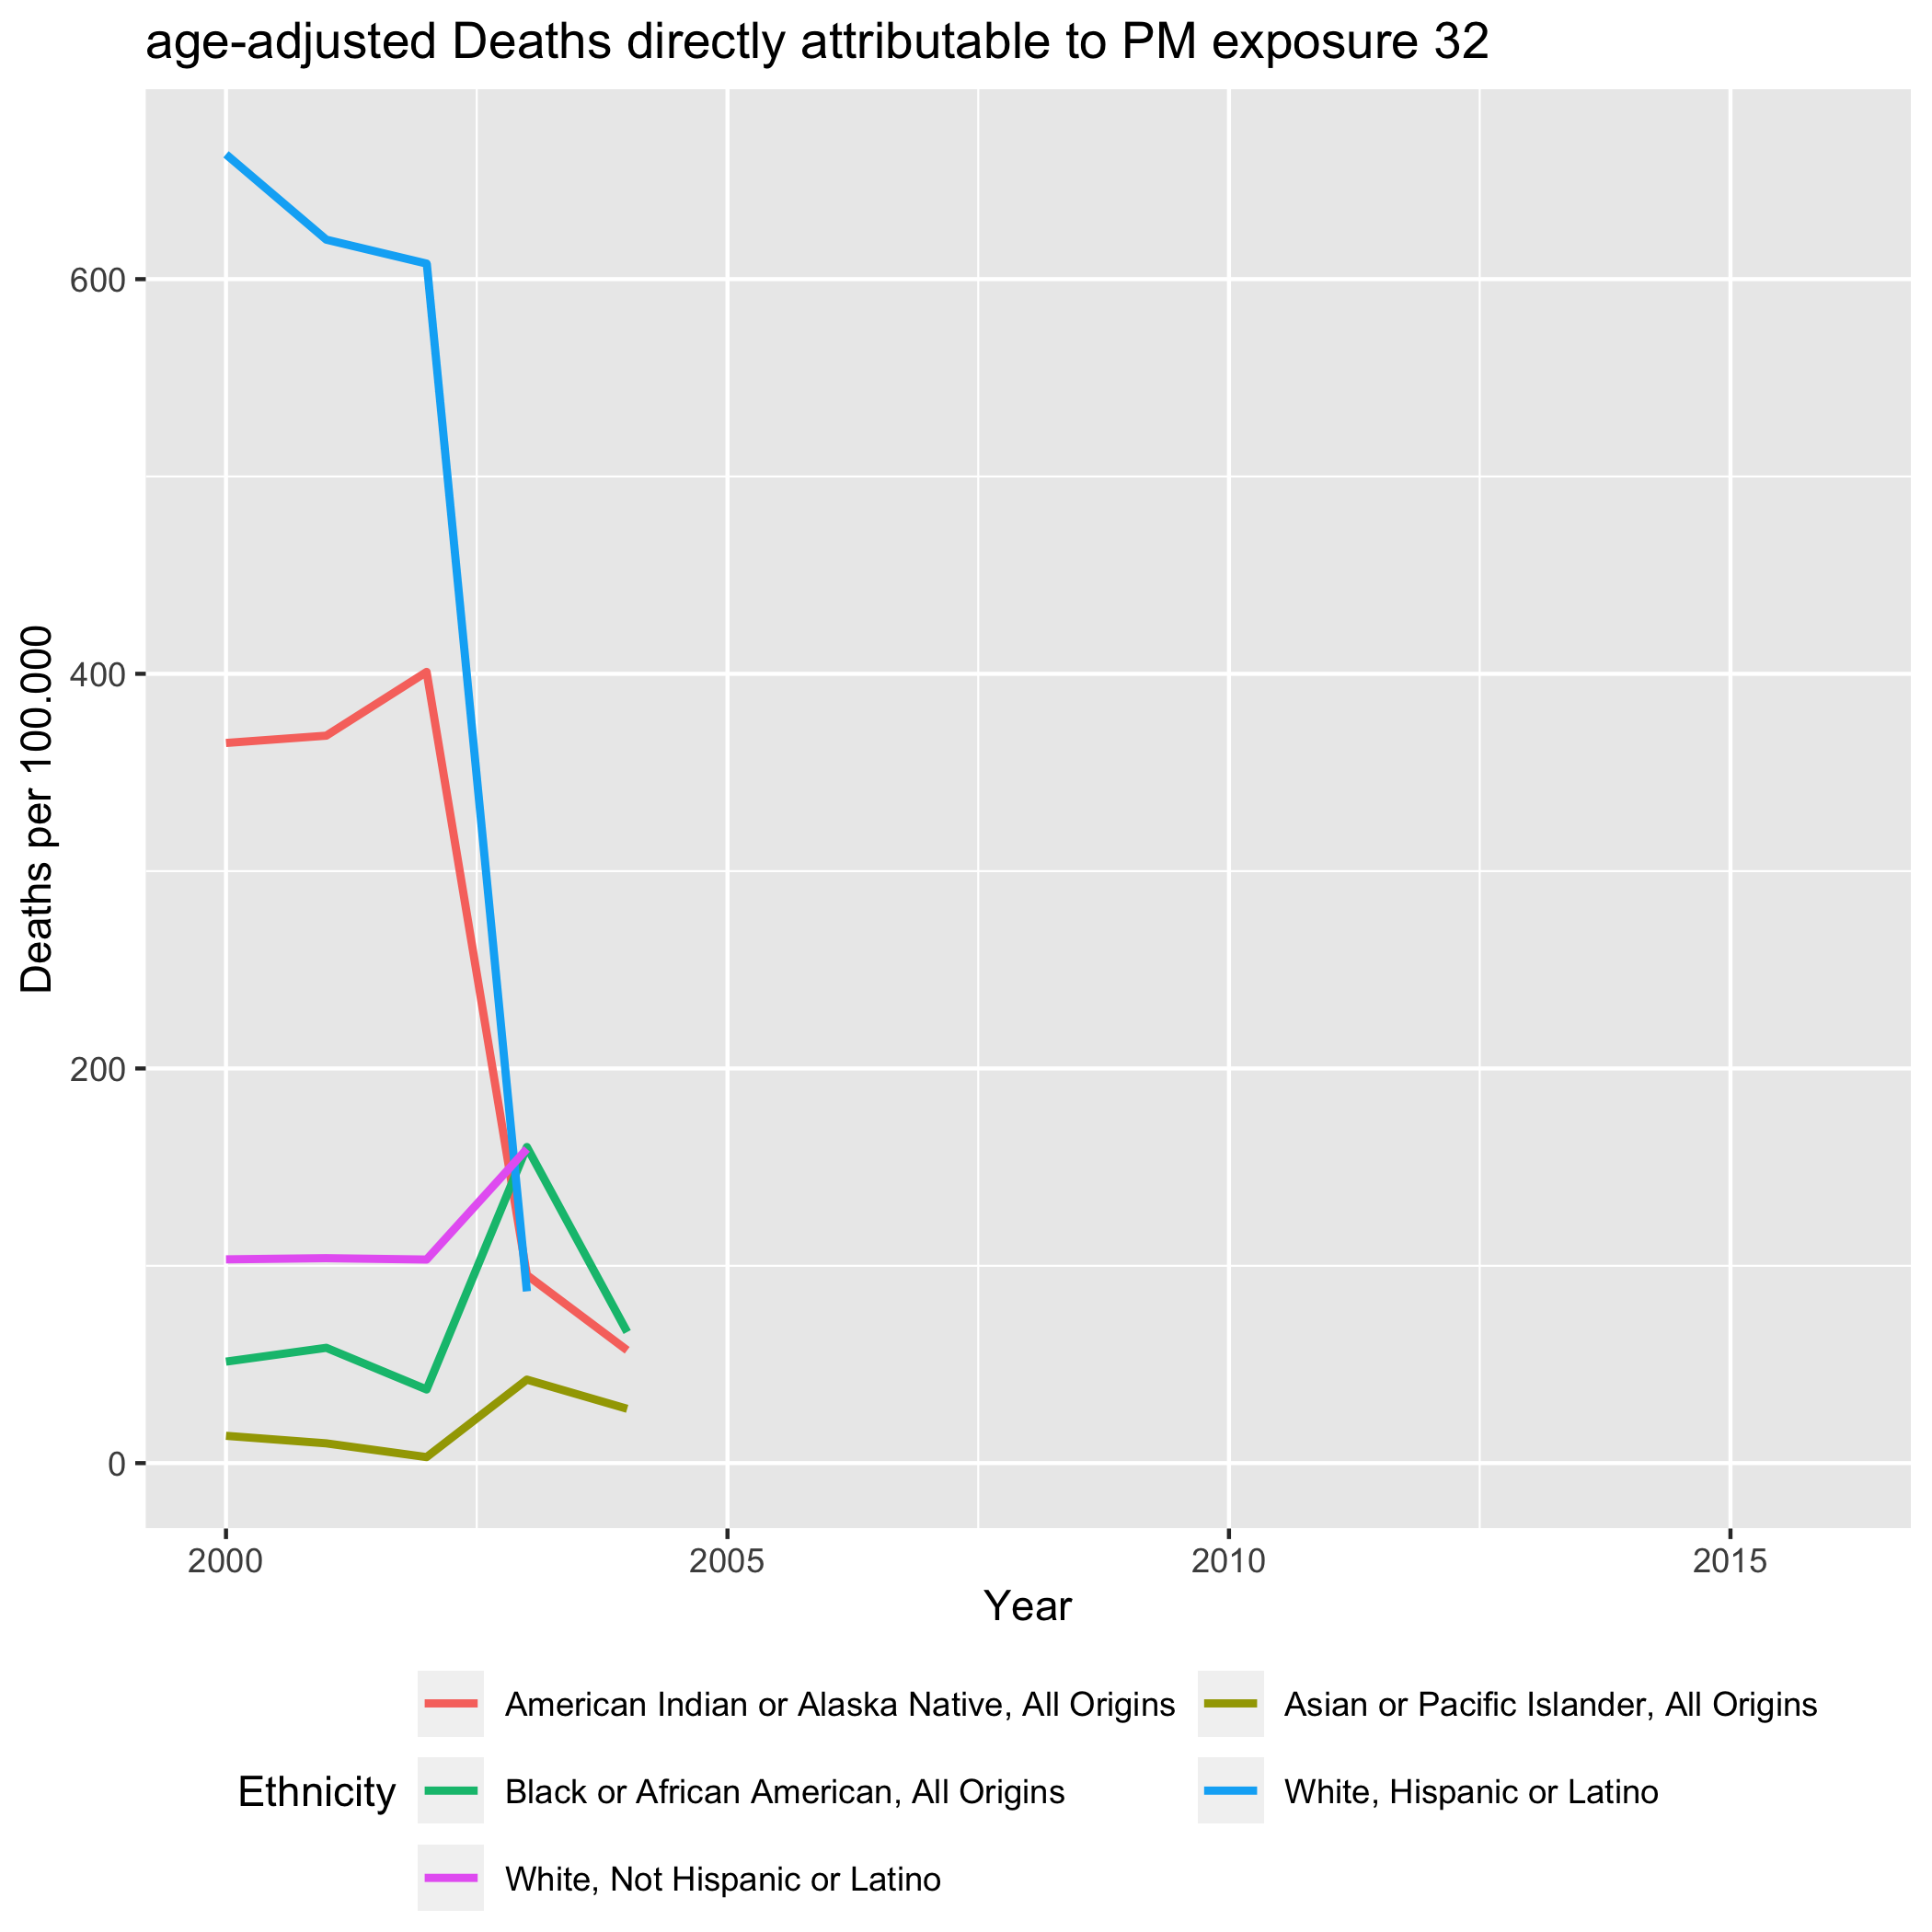 age-adjusted Deaths directly attributable to PM exposure 32
Deaths per 100.000
600
400
200
0
2000 2005 2010 2015
Year
Ethnicity
American Indian or Alaska Native, All Origins
Asian or Pacific Islander, All Origins
Black or African American, All Origins
White, Hispanic or Latino
White, Not Hispanic or Latino